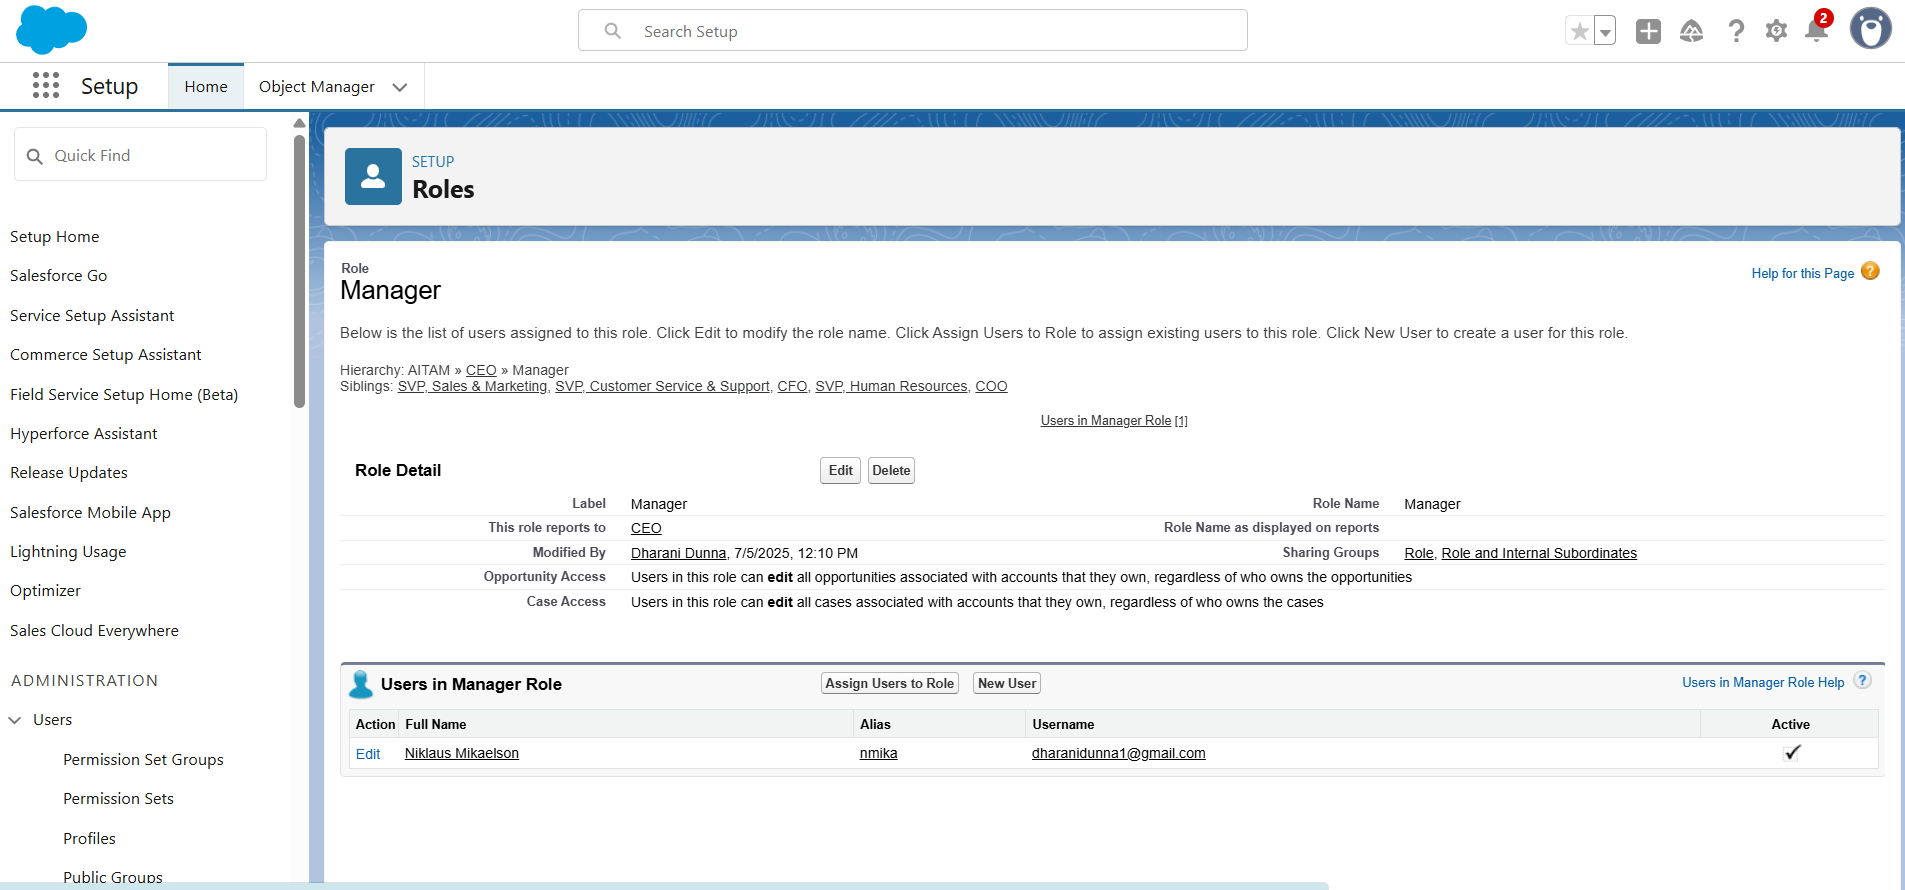 Search Setup
2
Setup
Home
Object Manager
Quick Find
Setup Home
Salesforce Go
Service Setup Assistant
Commerce Setup Assistant
Field Service Setup Home (Beta)
Hyperforce Assistant
Release Updates
Salesforce Mobile App
Lightning Usage
Optimizer
Sales Cloud Everywhere
ADMINISTRATION
Users
Permission Set Groups
Permission Sets
Profiles
Public Groups
SETUP
Roles
Role
Manager
Help for this Page ?
Below is the list of users assigned to this role. Click Edit to modify the role name. Click Assign Users to Role to assign existing users to this role. Click New User to create a user for this role.
Hierarchy: AITAM » CEO » Manager
Siblings: SVP, Sales & Marketing, SVP, Customer Service & Support, CFO, SVP, Human Resources, COO
Users in Manager Role [1]
Role Detail Edit Delete
Label Manager Role Name Manager
This role reports to CEO Role Name as displayed on reports
Modified By Dharani Dunna, 7/5/2025, 12:10 PM Sharing Groups Role, Role and Internal Subordinates
Opportunity Access Users in this role can edit all opportunities associated with accounts that they own, regardless of who owns the opportunities
Case Access Users in this role can edit all cases associated with accounts that they own, regardless of who owns the cases
Users in Manager Role Assign Users to Role New User Users in Manager Role Help ?
Action Full Name Alias Username Active
Edit Niklaus Mikaelson nmika dharanidunna1@gmail.com